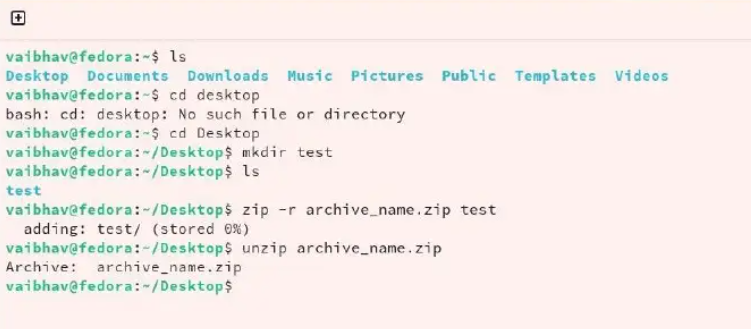 vaibhav@fedora:~$ ls
Desktop  Documents  Downloads  Music  Pictures  Public  Templates  Videos
vaibhav@fedora:~$ cd desktop
bash: cd: desktop: No such file or directory
vaibhav@fedora:~$ cd Desktop
vaibhav@fedora:~/Desktop$ mkdir test
vaibhav@fedora:~/Desktop$ ls
test
vaibhav@fedora:~/Desktop$ zip -r archive_name.zip test
  adding: test/ (stored 0%)
vaibhav@fedora:~/Desktop$ unzip archive_name.zip
Archive:  archive_name.zip
vaibhav@fedora:~/Desktop$